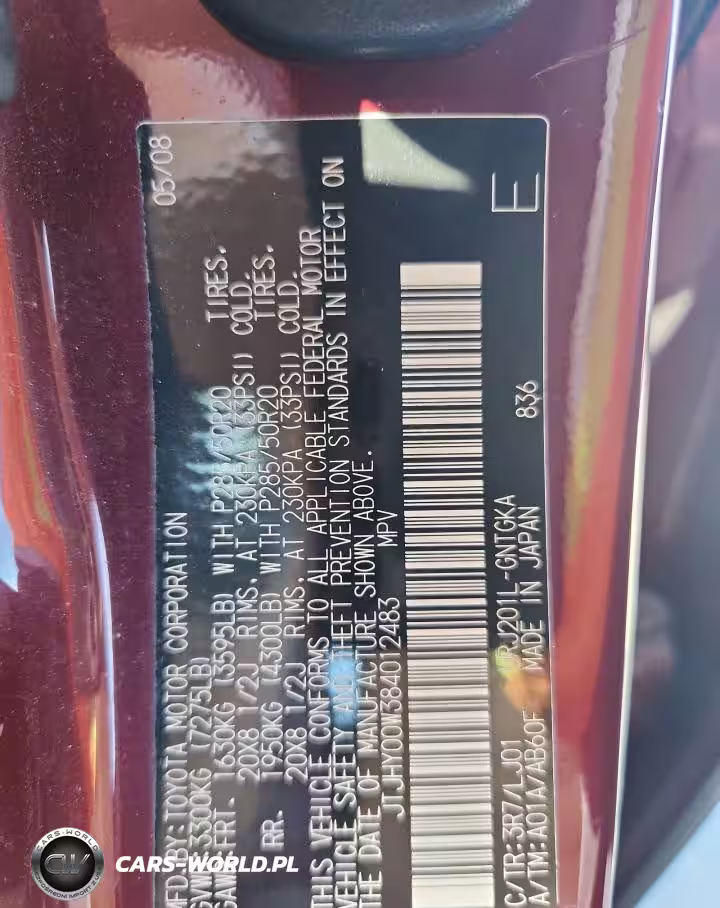 MFD. BY: TOYOTA MOTOR CORPORATION 05/08
GVWR 3300KG (7275LB)
GAWR FRT. 1630KG (3595LB) WITH P285/50R20 TIRES,
20X8 1/2J RIMS, AT 230KPA (33PSI) COLD.
RR. 1950KG (4300LB) WITH P285/50R20 TIRES,
20X8 1/2J RIMS, AT 230KPA (33PSI) COLD.
THIS VEHICLE CONFORMS TO ALL APPLICABLE FEDERAL MOTOR
VEHICLE SAFETY AND THEFT PREVENTION STANDARDS IN EFFECT ON
THE DATE OF MANUFACTURE SHOWN ABOVE.
JTJHY00W384012483 MPV
E
C/TR: 3R7/LJ01 URJ201L-GNTGKA 836
A/TM: A01A/AB60F MADE IN JAPAN
CARS-WORLD
CW
CARS-WORLD.PL